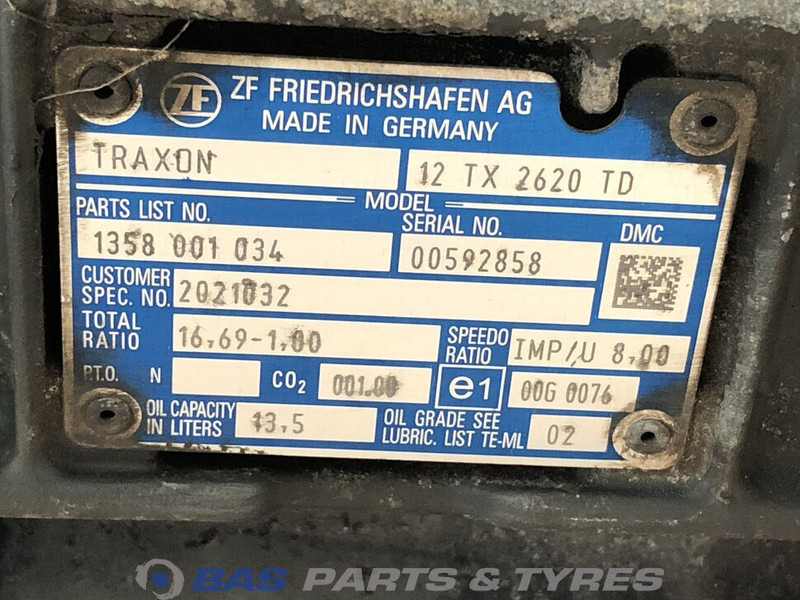 ZF FRIEDRICHSHAFEN AG
MADE IN GERMANY
TRAXON 12 TX 2620 TD
MODEL
PARTS LIST NO. SERIAL NO. DMC
1358 001 034 00592858
CUSTOMER SPEC. NO. 2021032
TOTAL RATIO 16,69-1,00 SPEEDO RATIO IMP/U 8,00
P.T.O. N CO2 001.00 e1 00G 0076
OIL CAPACITY IN LITERS 13,5 OIL GRADE SEE LUBRIC. LIST TE-ML 02
BAS PARTS & TYRES